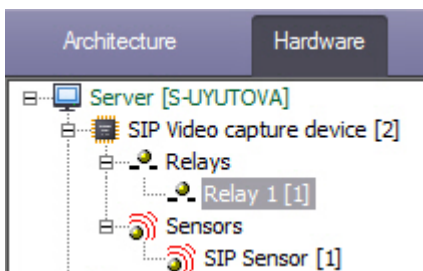 Architecture Hardware
Server [S-UYUTOVA]
SIP Video capture device [2]
Relays
Relay 1 [1]
Sensors
SIP Sensor [1]